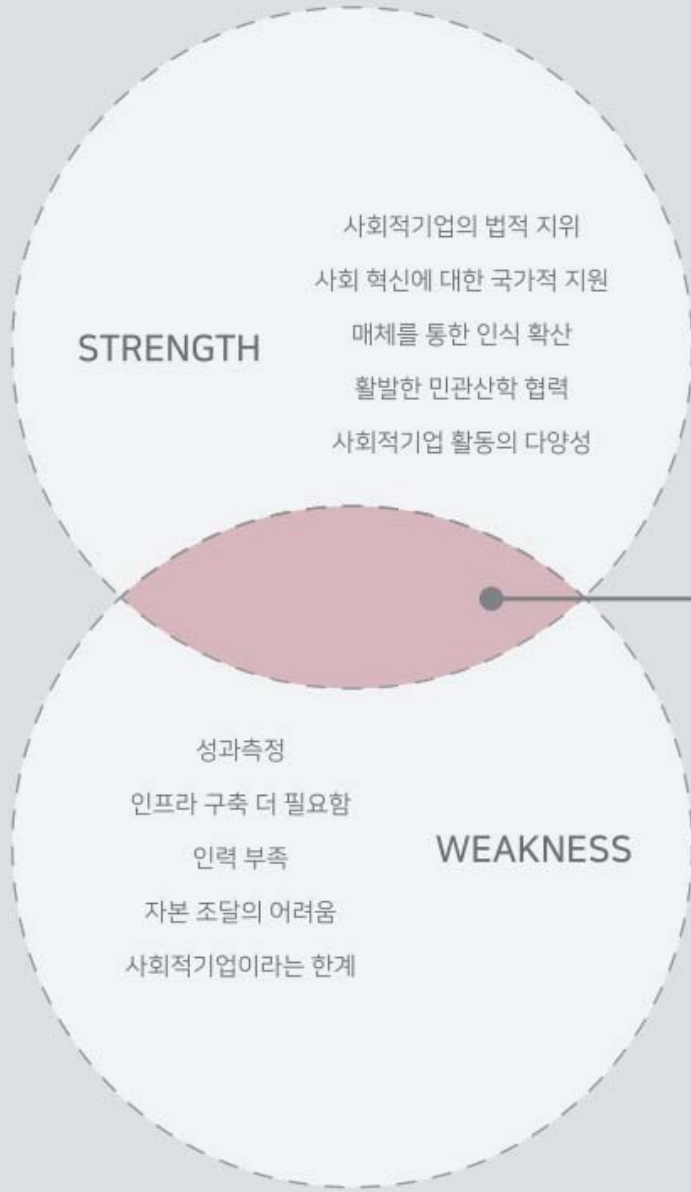 STRENGTH
사회적기업의 법적 지위
사회 혁신에 대한 국가적 지원
매체를 통한 인식 확산
활발한 민관산학 협력
사회적기업 활동의 다양성
성과측정
인프라 구축 더 필요함
인력 부족
자본 조달의 어려움
사회적기업이라는 한계
WEAKNESS